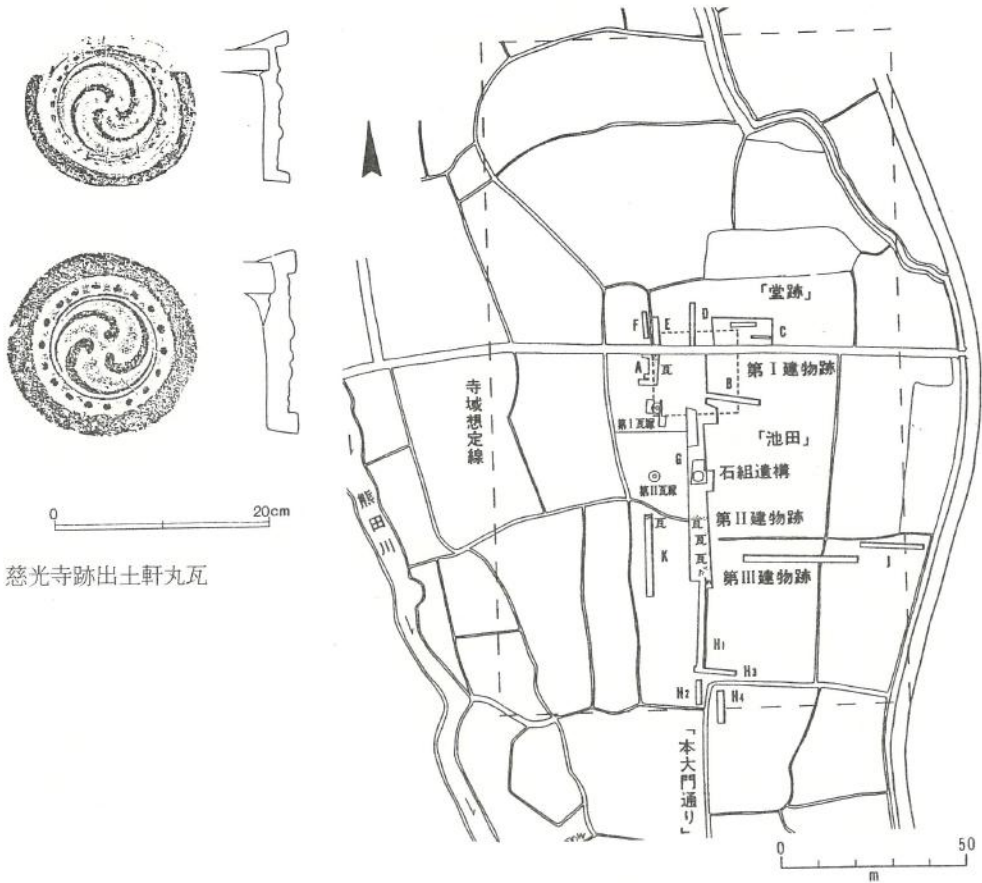 0
20cm
慈光寺跡出土軒丸瓦
「堂跡」
F
E
D
C
A
瓦
B
第Ⅰ建物跡
寺域想定線
第Ⅰ瓦溜
「池田」
G
石組遺構
第Ⅱ瓦溜
熊田川
瓦
瓦
瓦
瓦
第Ⅱ建物跡
K
第Ⅲ建物跡
J
H1
H3
H2
H4
「本大門通り」
0
50
m